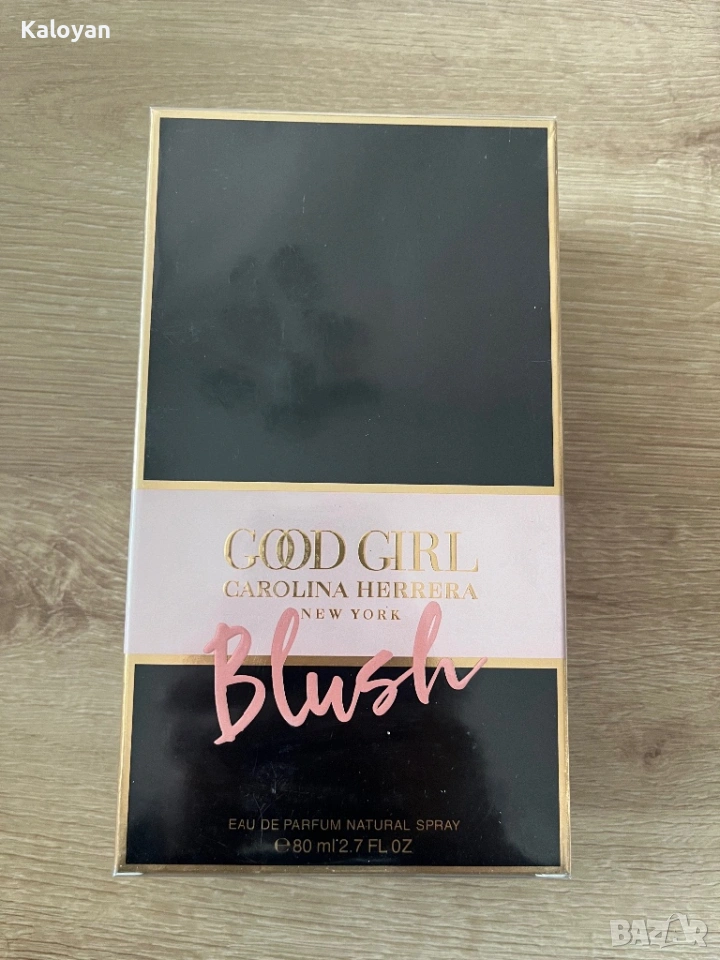 Kaloyan
GOOD GIRL
CAROLINA HERRERA
NEW YORK
Blush
EAU DE PARFUM NATURAL SPRAY
℮80 ml 2.7 FL OZ
BAZAR